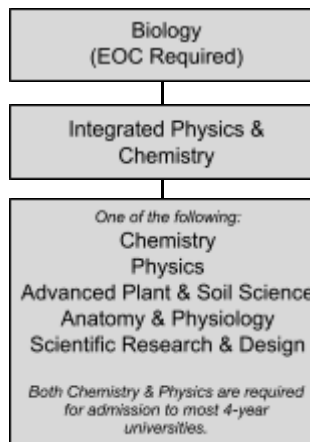 Biology
(EOC Required)
Integrated Physics &
Chemistry
One of the following:
Chemistry
Physics
Advanced Plant & Soil Science
Anatomy & Physiology
Scientific Research & Design
Both Chemistry & Physics are required
for admission to most 4-year
universities.